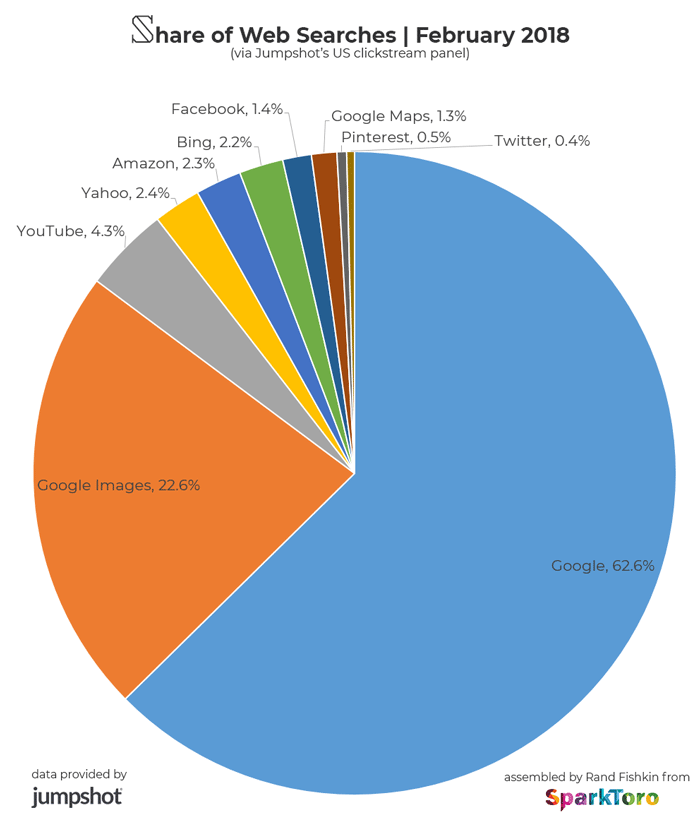 Share of Web Searches | February 2018
(via Jumpshot's US clickstream panel)
Facebook, 1.4%
Google Maps, 1.3%
Bing, 2.2%
Pinterest, 0.5%
Twitter, 0.4%
Amazon, 2.3%
Yahoo, 2.4%
YouTube, 4.3%
Google Images, 22.6%
Google, 62.6%
data provided by
jumpshot
assembled by Rand Fishkin from
SparkToro